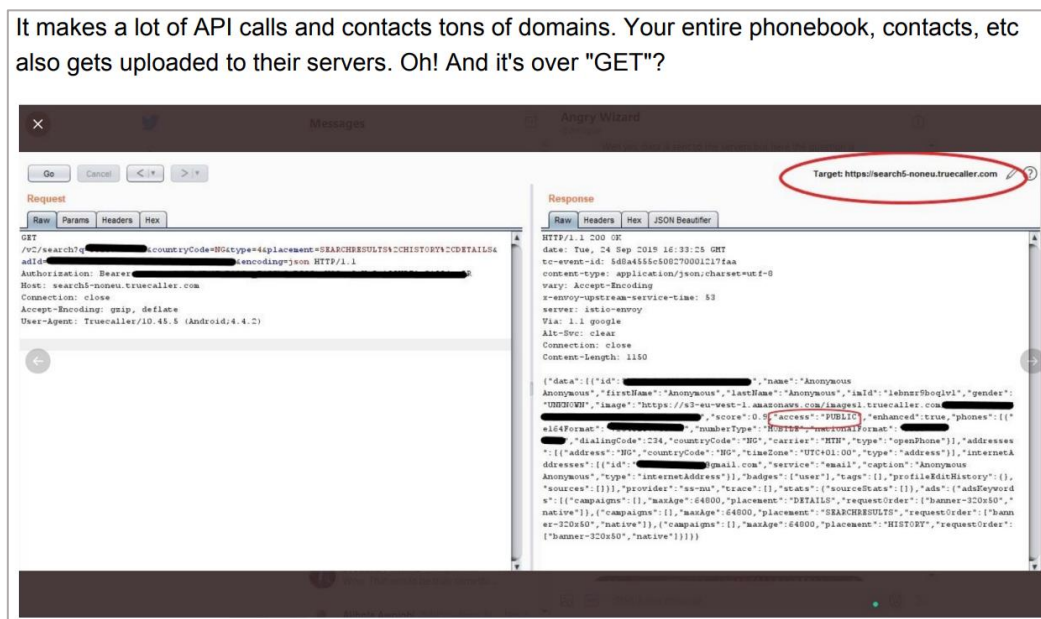 It makes a lot of API calls and contacts tons of domains. Your entire phonebook, contacts, etc
also gets uploaded to their servers. Oh! And it's over "GET"?
Messages
Angry Wizard
Go Cancel < >
Target: https://search5-noneu.truecaller.com
Request
Raw Params Headers Hex
GET
/v2/search?q countryCode=NG&type=4&placement=SEARCHRESULTS%2CHISTORY%2CDETAILS&
adId= &encoding=json HTTP/1.1
Authorization: Bearer
Host: search5-noneu.truecaller.com
Connection: close
Accept-Encoding: gzip, deflate
User-Agent: Truecaller/10.45.5 (Android;4.4.2)
Response
Raw Headers Hex JSON Beautifier
HTTP/1.1 200 OK
date: Tue, 24 Sep 2019 16:33:25 GMT
tc-event-id: 5d8a4555c508270001217faa
content-type: application/json;charset=utf-8
vary: Accept-Encoding
x-envoy-upstream-service-time: 53
server: istio-envoy
Via: 1.1 google
Alt-Svc: clear
Connection: close
Content-Length: 1150
{"data":[{"id":" ","name":"Anonymous
Anonymous","firstName":"Anonymous","lastName":"Anonymous","imId":"1ehnzr9boqlvl","gender":
"UNKNOWN","image":"https://s3-eu-west-1.amazonaws.com/images1.truecaller.com
","score":0.9,"access":"PUBLIC","enhanced":true,"phones":[{"
e164Format":" ","numberType":"MOBILE","nationalFormat":"
","dialingCode":234,"countryCode":"NG","carrier":"MTN","type":"openPhone"}],"addresses
":[{"address":"NG","countryCode":"NG","timeZone":"UTC+01:00","type":"address"}],"internetA
ddresses":[{"id":" @gmail.com","service":"email","caption":"Anonymous
Anonymous","type":"internetAddress"}],"badges":["user"],"tags":[],"profileEditHistory":{},
"sources":[]}],"provider":"ss-nu","trace":[],"stats":{"sourceStats":[]},"ads":{"adsKeyword
s":[{"campaigns":[],"maxAge":64800,"placement":"DETAILS","requestOrder":["banner-320x50","
native"]},{"campaigns":[],"maxAge":64800,"placement":"SEARCHRESULTS","requestOrder":["bann
er-320x50","native"]},{"campaigns":[],"maxAge":64800,"placement":"HISTORY","requestOrder":
["banner-320x50","native"]}]}}